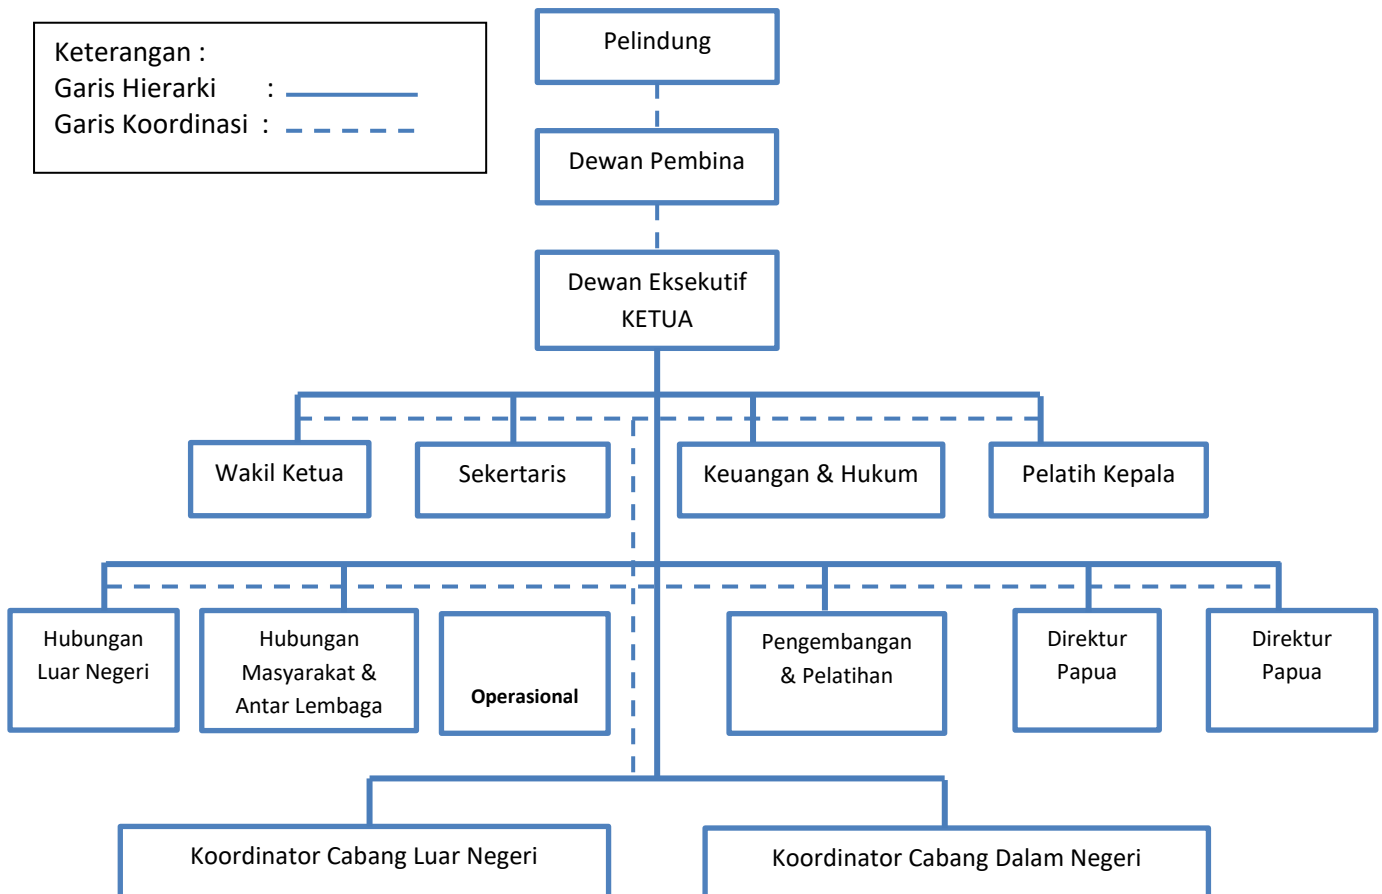 Keterangan :
Garis Hierarki :
Garis Koordinasi :
Pelindung
Dewan Pembina
Dewan Eksekutif
KETUA
Wakil Ketua
Sekertaris
Keuangan & Hukum
Pelatih Kepala
Hubungan
Luar Negeri
Hubungan
Masyarakat &
Antar Lembaga
Operasional
Pengembangan
& Pelatihan
Direktur
Papua
Direktur
Papua
Koordinator Cabang Luar Negeri
Koordinator Cabang Dalam Negeri